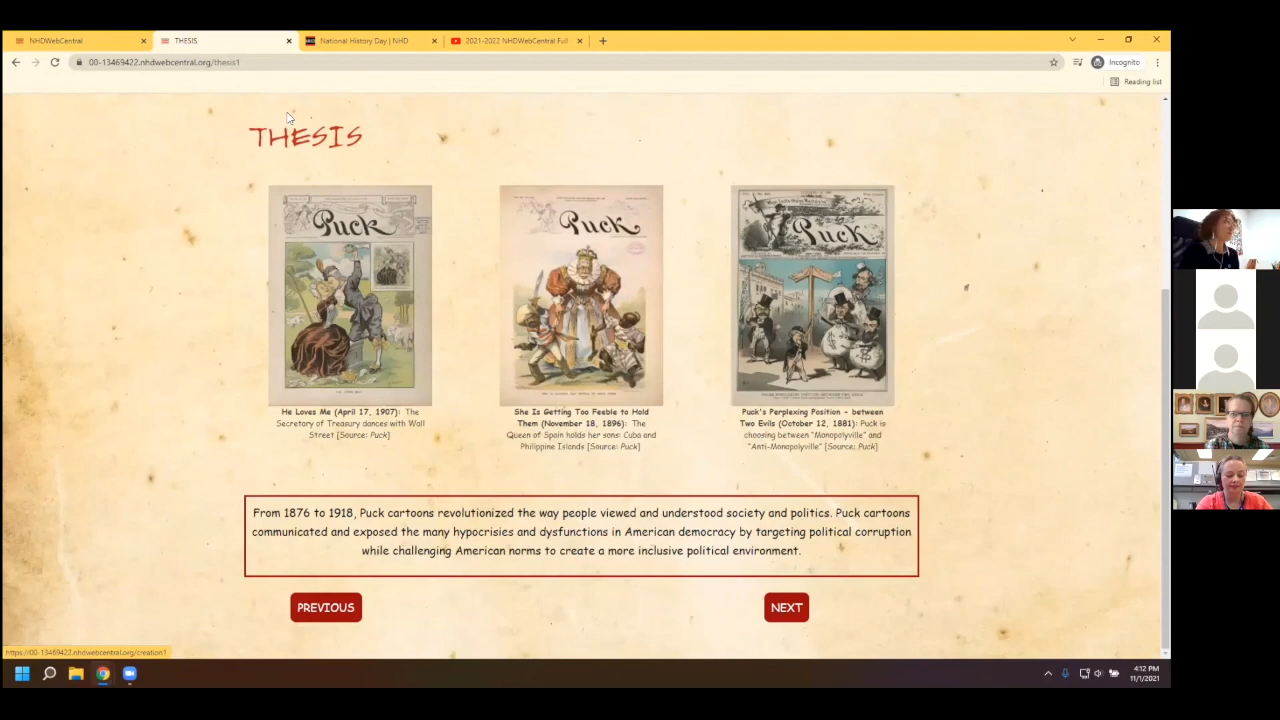 NHDWebCentral
THESIS
National History Day | NHD
2021-2022 NHDWebCentral Full
00-13469422.nhdwebcentral.org/thesis1
Incognito
Reading list
THESIS
Puck
Puck
Puck
He Loves Me (April 17, 1907): The
Secretary of Treasury dances with Wall
Street [Source: Puck]
She Is Getting Too Feeble to Hold
Them (November 18, 1896): The
Queen of Spain holds her sons: Cuba and
Philippine Islands [Source: Puck]
Puck's Perplexing Position - between
Two Evils (October 12, 1881): Puck is
choosing between "Monopolyville" and
"Anti-Monopolyville" [Source: Puck]
From 1876 to 1918, Puck cartoons revolutionized the way people viewed and understood society and politics. Puck cartoons
communicated and exposed the many hypocrisies and dysfunctions in American democracy by targeting political corruption
while challenging American norms to create a more inclusive political environment.
PREVIOUS
NEXT
https://00-13469422.nhdwebcentral.org/creation1
4:12 PM
11/1/2021